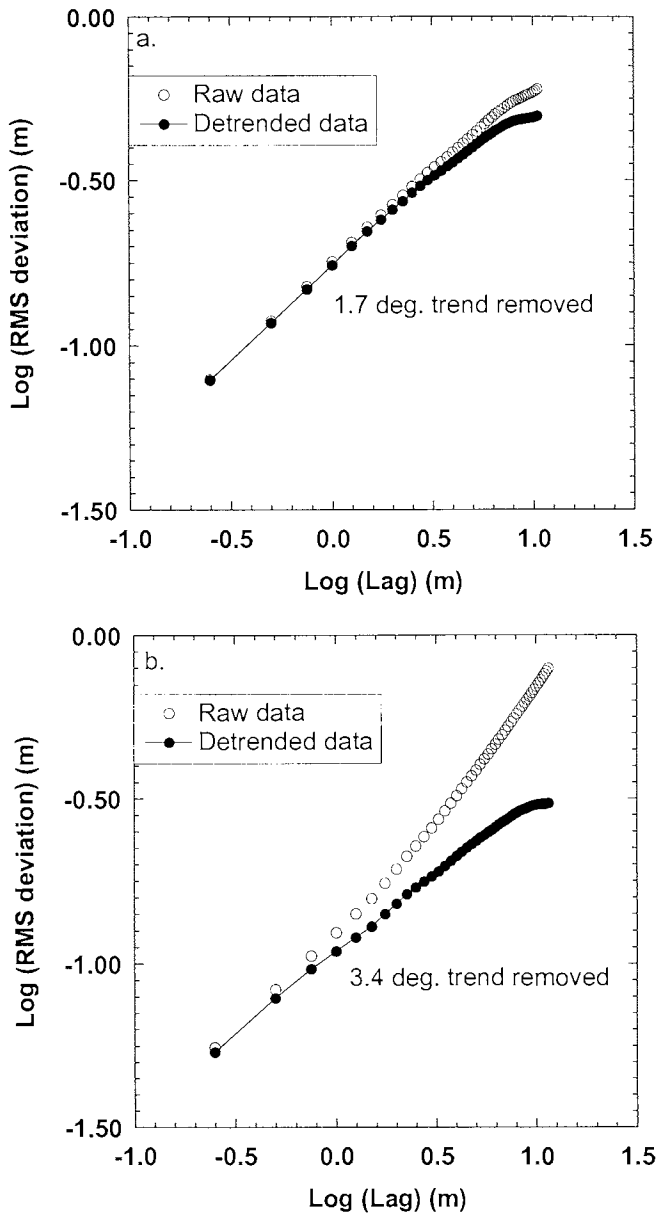 a.
0.00
Raw data
Detrended data
-0.50
Log (RMS deviation) (m)
1.7 deg. trend removed
-1.00
-1.50
-1.0 -0.5 0.0 0.5 1.0 1.5
Log (Lag) (m)
b.
0.00
Raw data
Detrended data
-0.50
Log (RMS deviation) (m)
-1.00
3.4 deg. trend removed
-1.50
-1.0 -0.5 0.0 0.5 1.0 1.5
Log (Lag) (m)